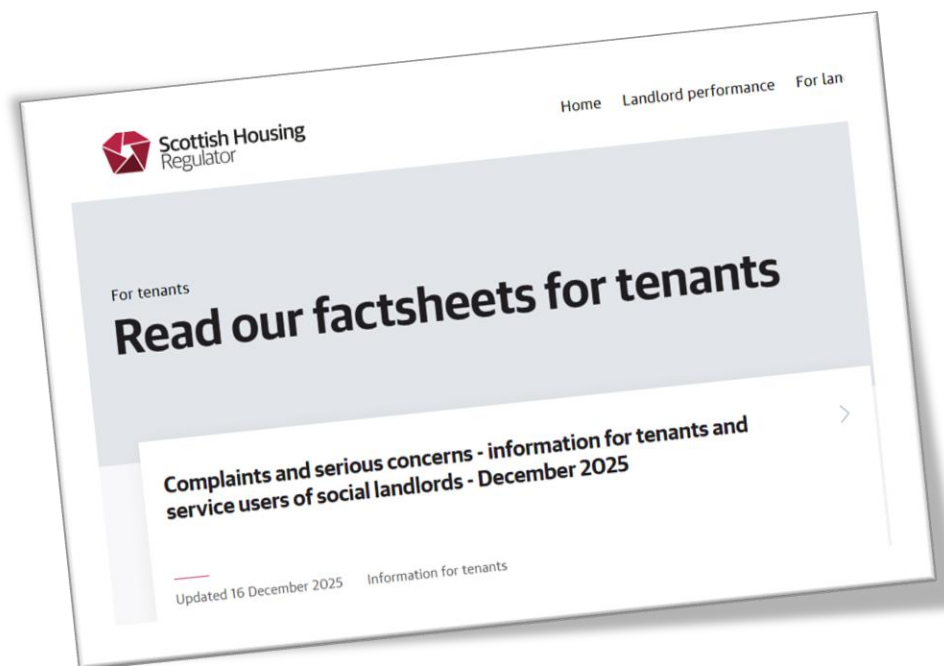 Scottish Housing
Regulator
Home Landlord performance For lan
For tenants
Read our factsheets for tenants
Complaints and serious concerns - information for tenants and
service users of social landlords - December 2025
Updated 16 December 2025 Information for tenants